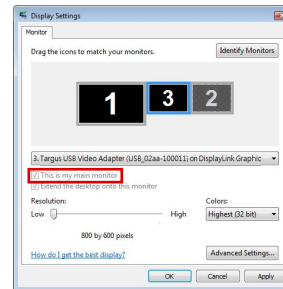 Display Settings
Monitor
Drag the icons to match your monitors.
Identify Monitors
1
3
2
3. Targus USB Video Adapter (USB_02aa-100011) on DisplayLink Graphic
This is my main monitor
Extend the desktop onto this monitor
Resolution:
Colors:
Low
High
Highest (32 bit)
800 by 600 pixels
How do I get the best display?
Advanced Settings...
OK
Cancel
Apply